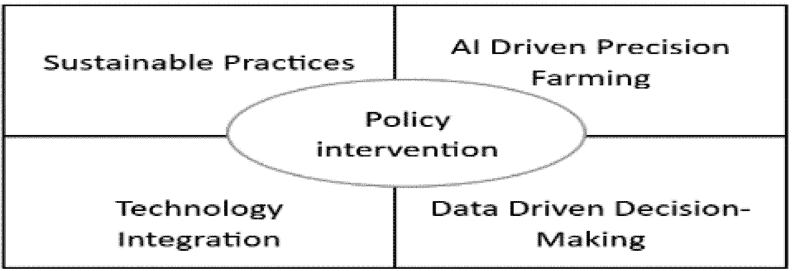 Sustainable Practices
AI Driven Precision
Farming
Policy
intervention
Technology
Integration
Data Driven Decision-
Making